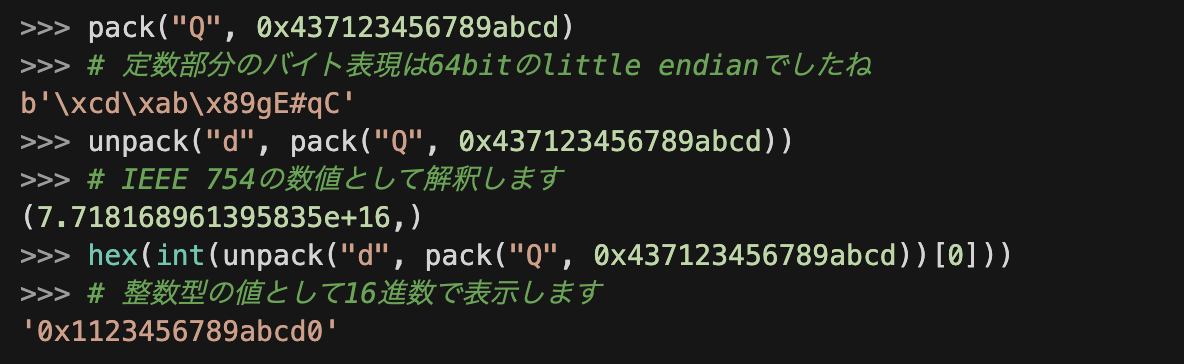 >>> pack("Q", 0x437123456789abcd)
>>> # 定数部分のバイト表現は64bitのlittle endianでしたね
b'\xcd\xab\x89gE#qC'
>>> unpack("d", pack("Q", 0x437123456789abcd))
>>> # IEEE 754の数値として解釈します
(7.718168961395835e+16,)
>>> hex(int(unpack("d", pack("Q", 0x437123456789abcd))[0]))
>>> # 整数型の値として16進数で表示します
'0x1123456789abcd0'